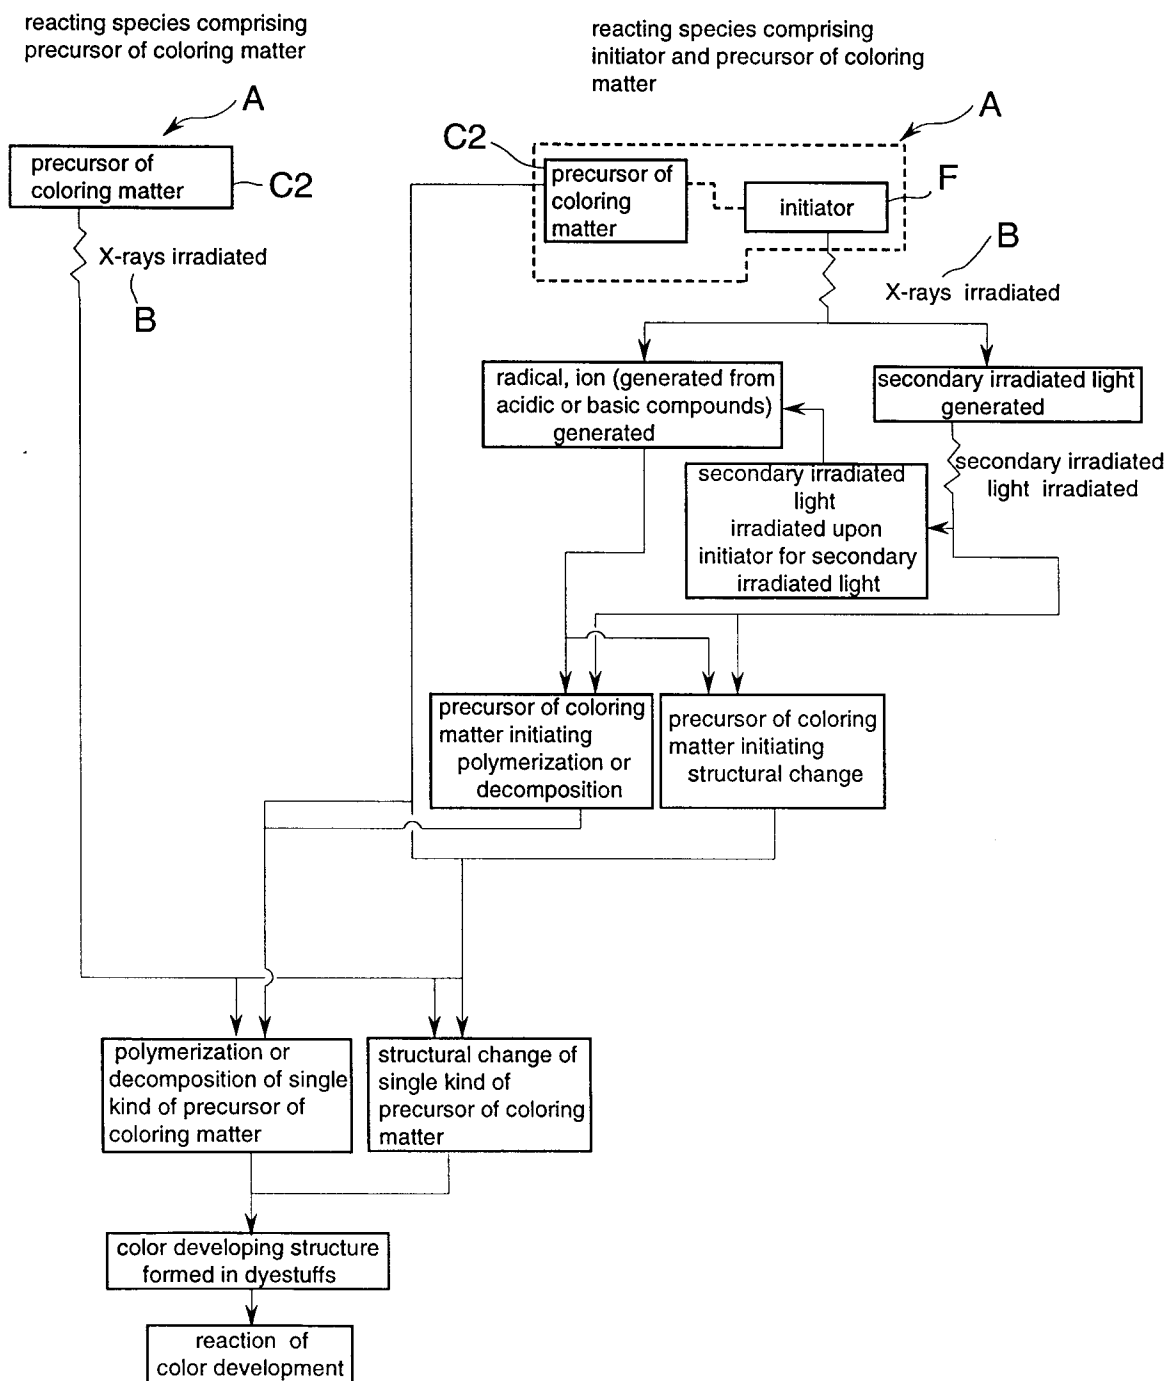 reacting species comprising
precursor of coloring matter
A
precursor of
coloring matter
C2
X-rays irradiated
B
reacting species comprising
initiator and precursor of coloring
matter
A
C2
precursor of
coloring
matter
F
initiator
B
X-rays irradiated
radical, ion (generated from
acidic or basic compounds)
generated
secondary irradiated light
generated
secondary irradiated
light irradiated
secondary irradiated
light
irradiated upon
initiator for secondary
irradiated light
precursor of coloring
matter initiating
polymerization or
decomposition
precursor of coloring
matter initiating
structural change
polymerization or
decomposition of single
kind of precursor of
coloring matter
structural change of
single kind of
precursor of coloring
matter
color developing structure
formed in dyestuffs
reaction of
color development